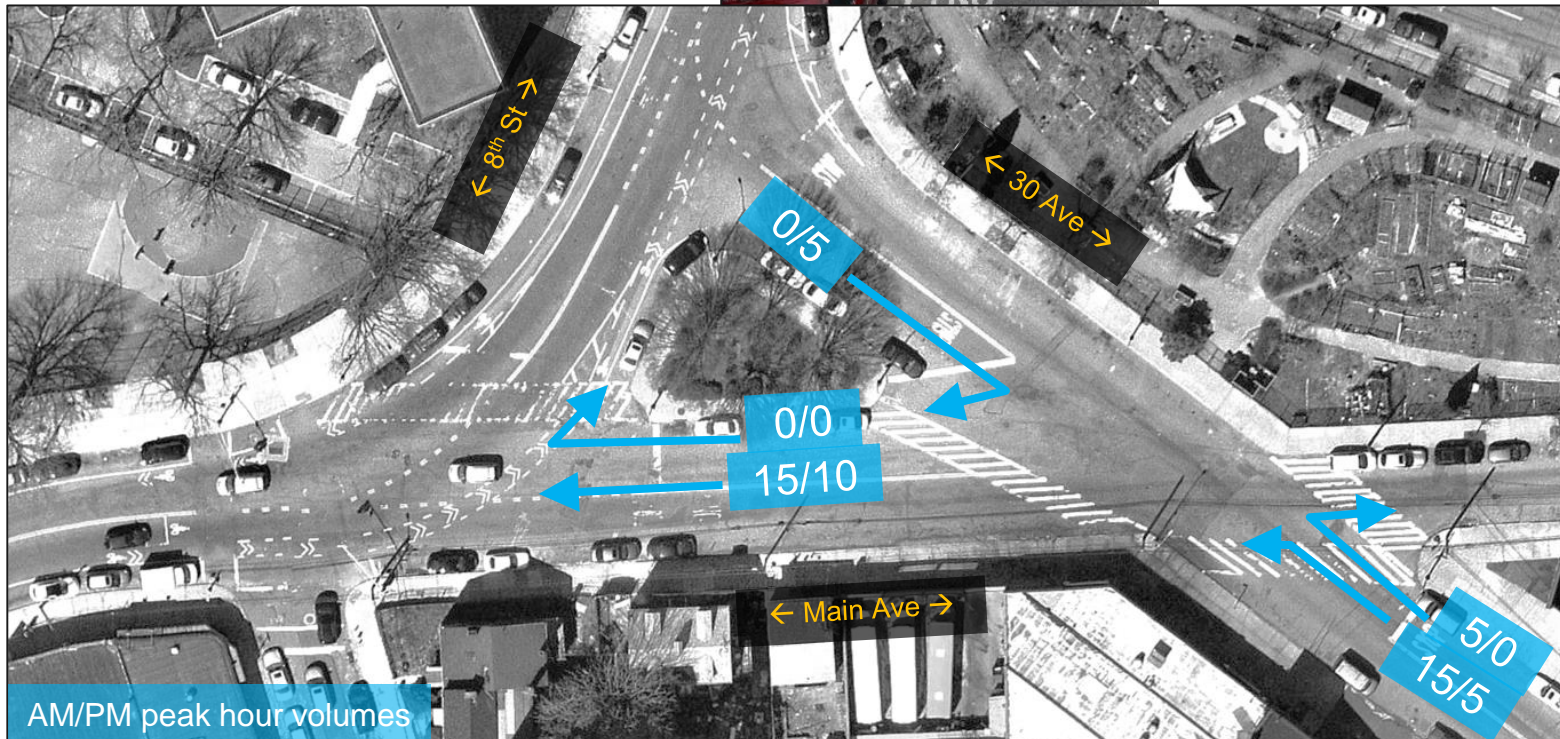 ← 8th St →
← 30 Ave →
0/5
0/0
15/10
← Main Ave →
5/0
15/5
AM/PM peak hour volumes